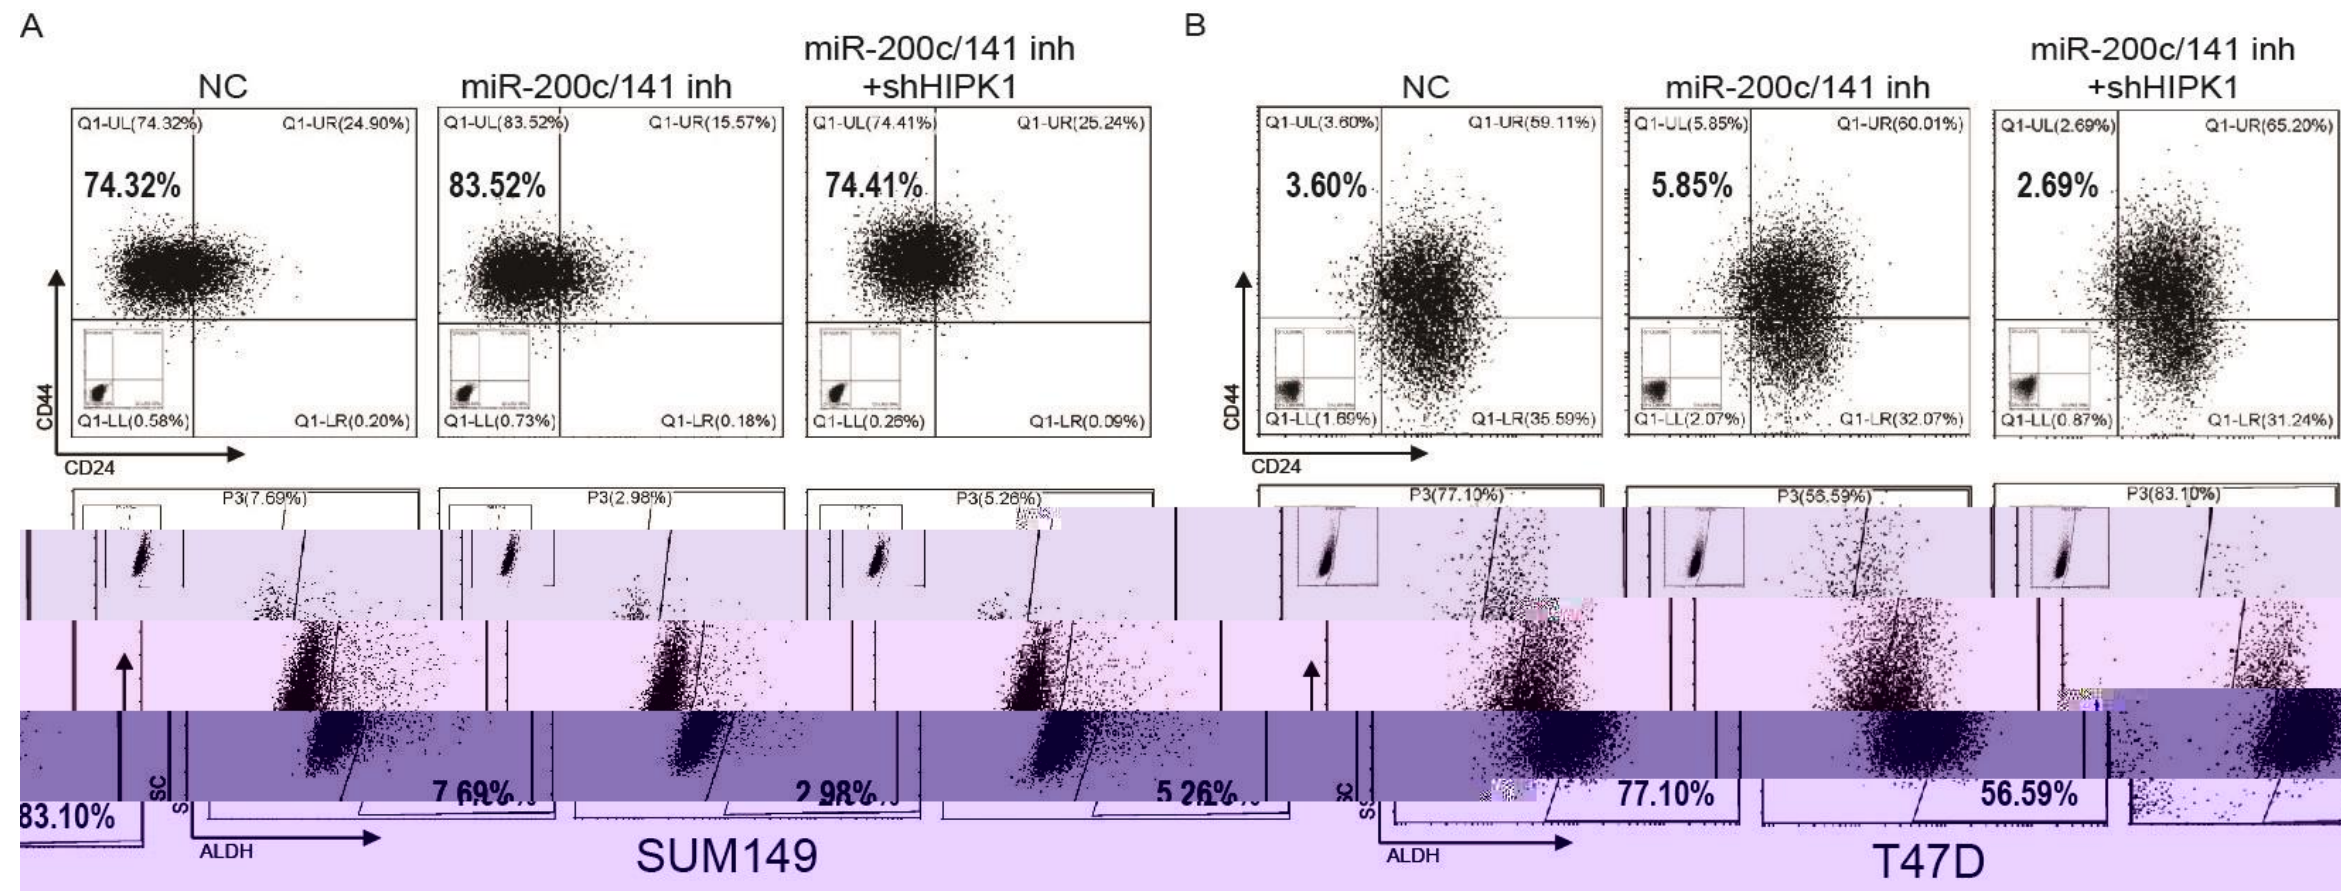 A
NC
miR-200c/141 inh
miR-200c/141 inh
+shHIPK1
Q1-UL(74.32%)
Q1-UR(24.90%)
74.32%
Q1-LL(0.58%)
Q1-LR(0.20%)
Q1-UL(83.52%)
Q1-UR(15.57%)
83.52%
Q1-LL(0.73%)
Q1-LR(0.18%)
Q1-UL(74.41%)
Q1-UR(25.24%)
74.41%
Q1-LL(0.26%)
Q1-LR(0.09%)
CD44
CD24
P3(7.69%)
P3(2.98%)
P3(5.26%)
7.69%
2.98%
5.26%
ALDH
SUM149
B
NC
miR-200c/141 inh
miR-200c/141 inh
+shHIPK1
Q1-UL(3.60%)
Q1-UR(59.11%)
3.60%
Q1-LL(1.69%)
Q1-LR(35.59%)
Q1-UL(5.85%)
Q1-UR(60.01%)
5.85%
Q1-LL(2.07%)
Q1-LR(32.07%)
Q1-UL(2.69%)
Q1-UR(65.20%)
2.69%
Q1-LL(0.87%)
Q1-LR(31.24%)
CD44
CD24
P3(77.10%)
P3(56.59%)
P3(83.10%)
77.10%
56.59%
83.10%
ALDH
T47D